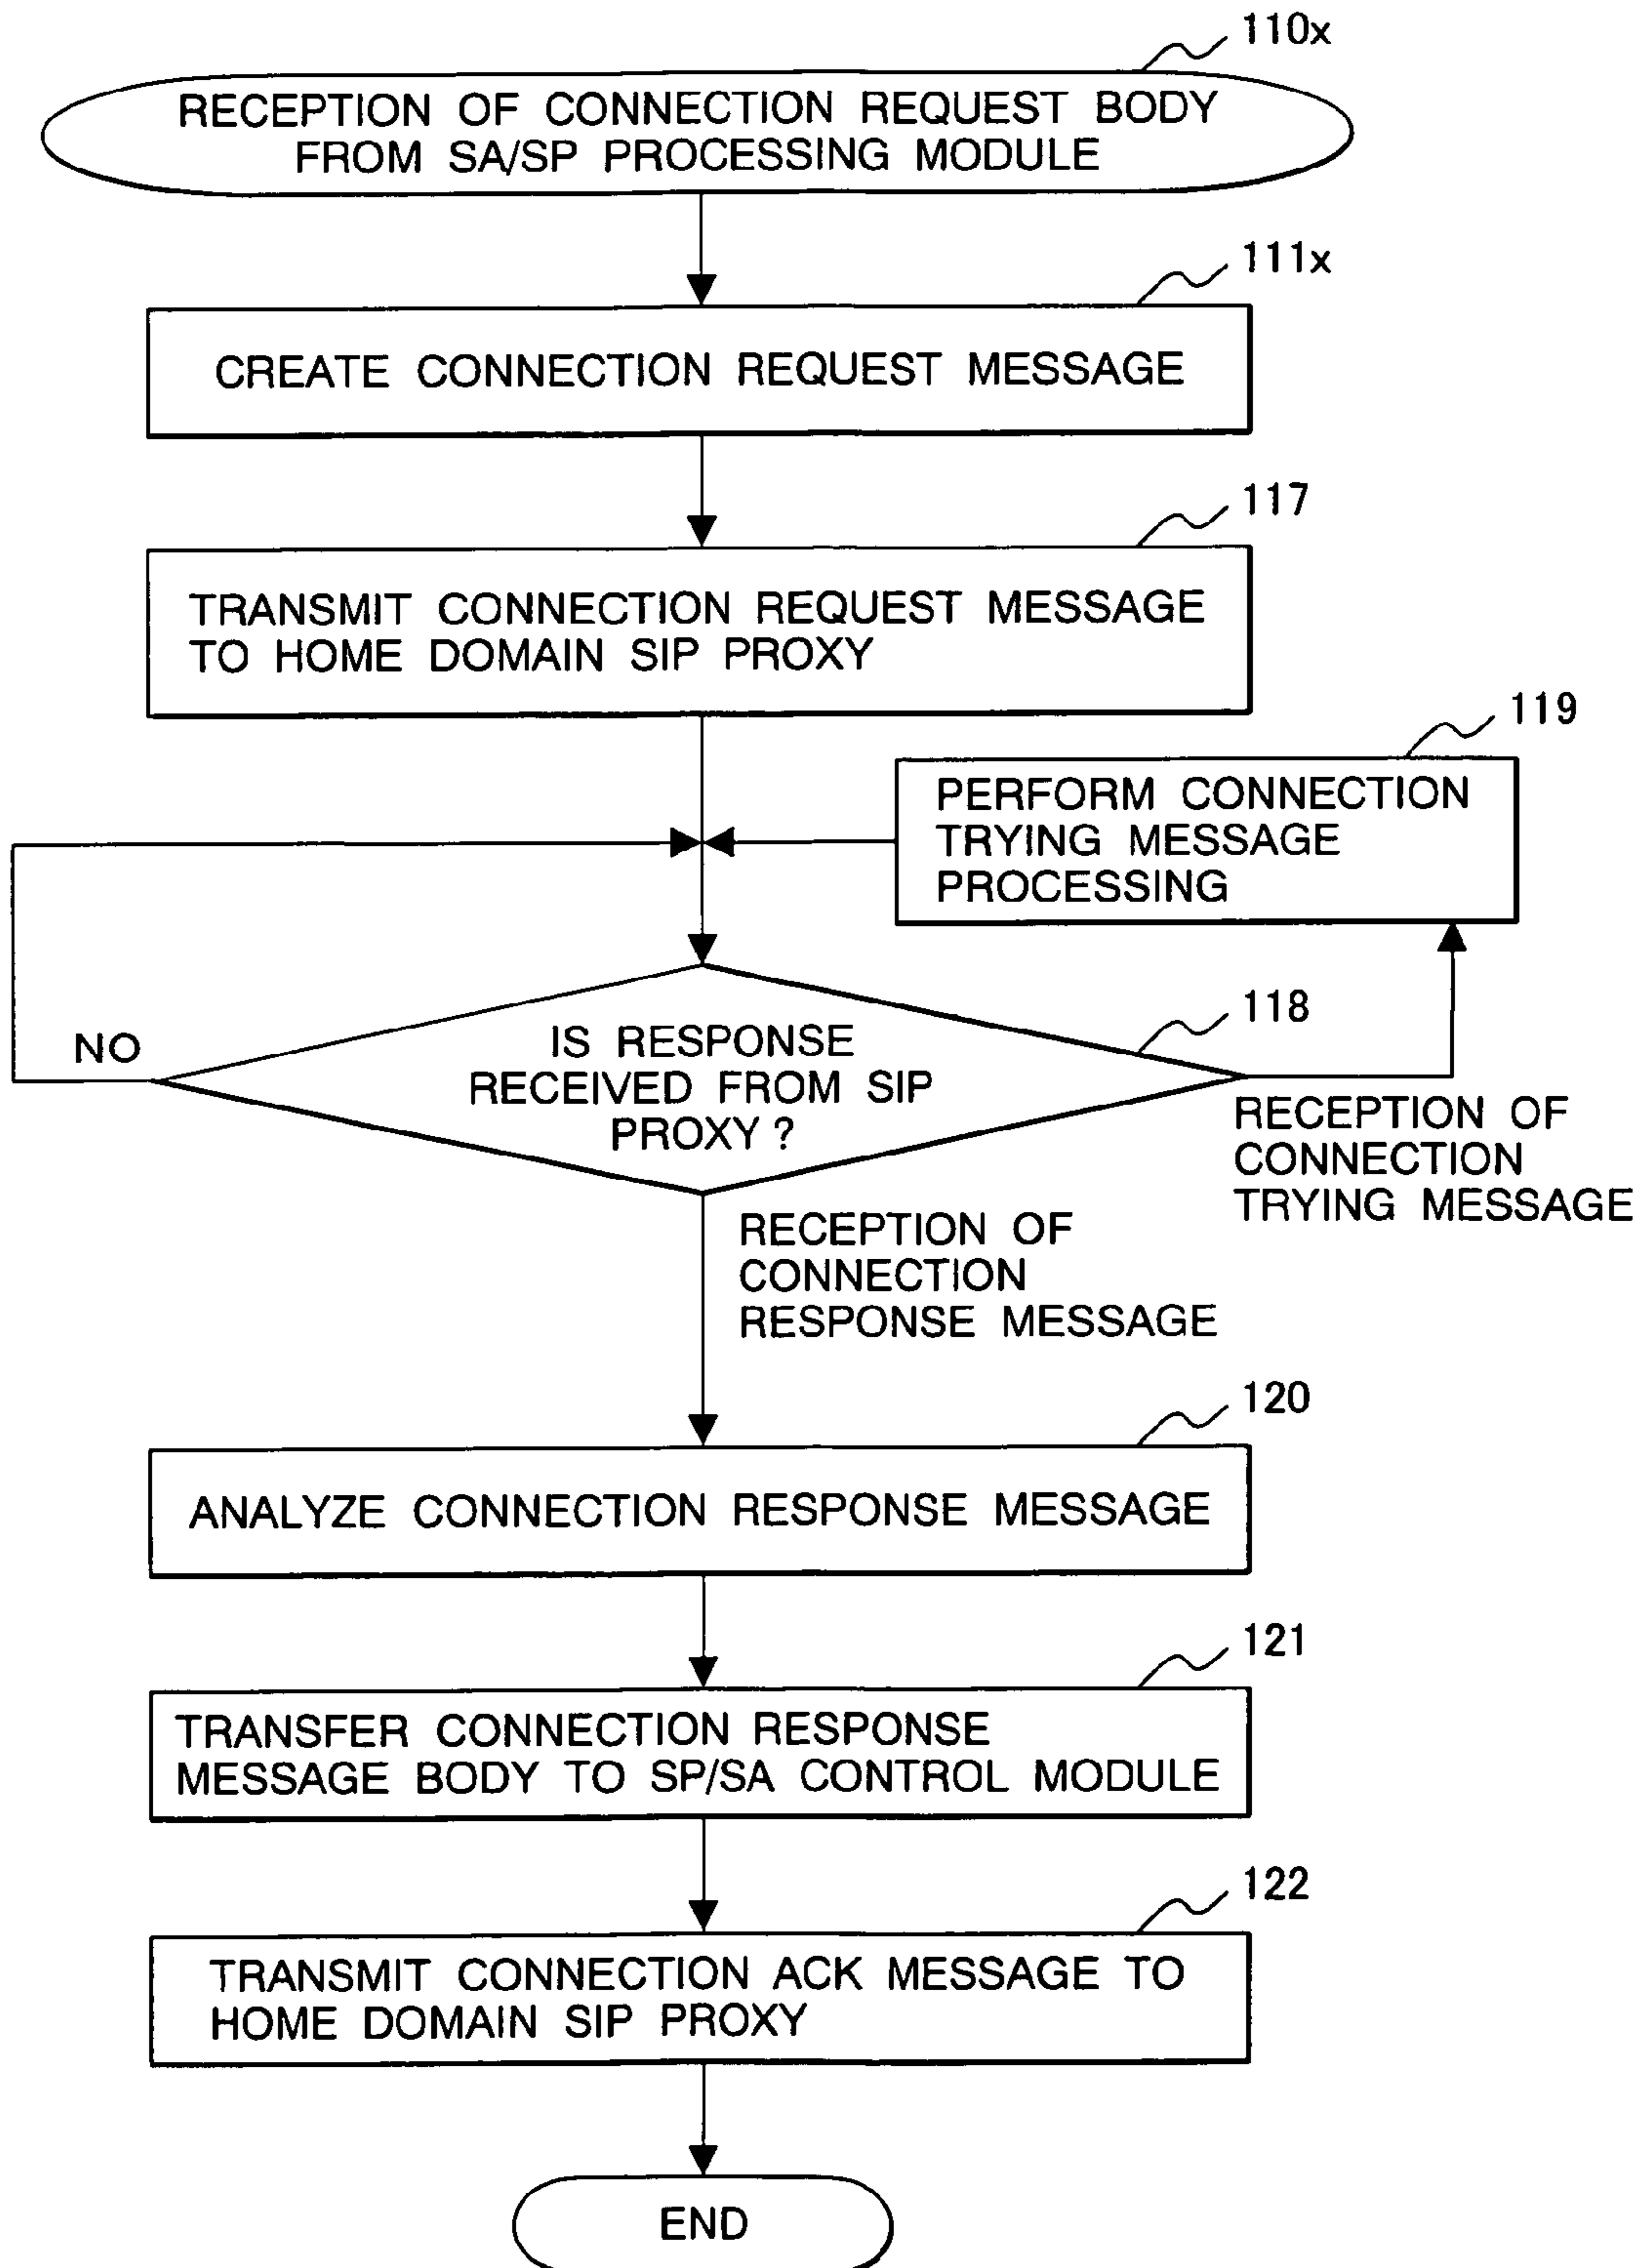 110x
RECEPTION OF CONNECTION REQUEST BODY
FROM SA/SP PROCESSING MODULE
111x
CREATE CONNECTION REQUEST MESSAGE
117
TRANSMIT CONNECTION REQUEST MESSAGE
TO HOME DOMAIN SIP PROXY
119
PERFORM CONNECTION
TRYING MESSAGE
PROCESSING
118
NO
IS RESPONSE
RECEIVED FROM SIP
PROXY ?
RECEPTION OF
CONNECTION
TRYING MESSAGE
RECEPTION OF
CONNECTION
RESPONSE MESSAGE
120
ANALYZE CONNECTION RESPONSE MESSAGE
121
TRANSFER CONNECTION RESPONSE
MESSAGE BODY TO SP/SA CONTROL MODULE
122
TRANSMIT CONNECTION ACK MESSAGE TO
HOME DOMAIN SIP PROXY
END